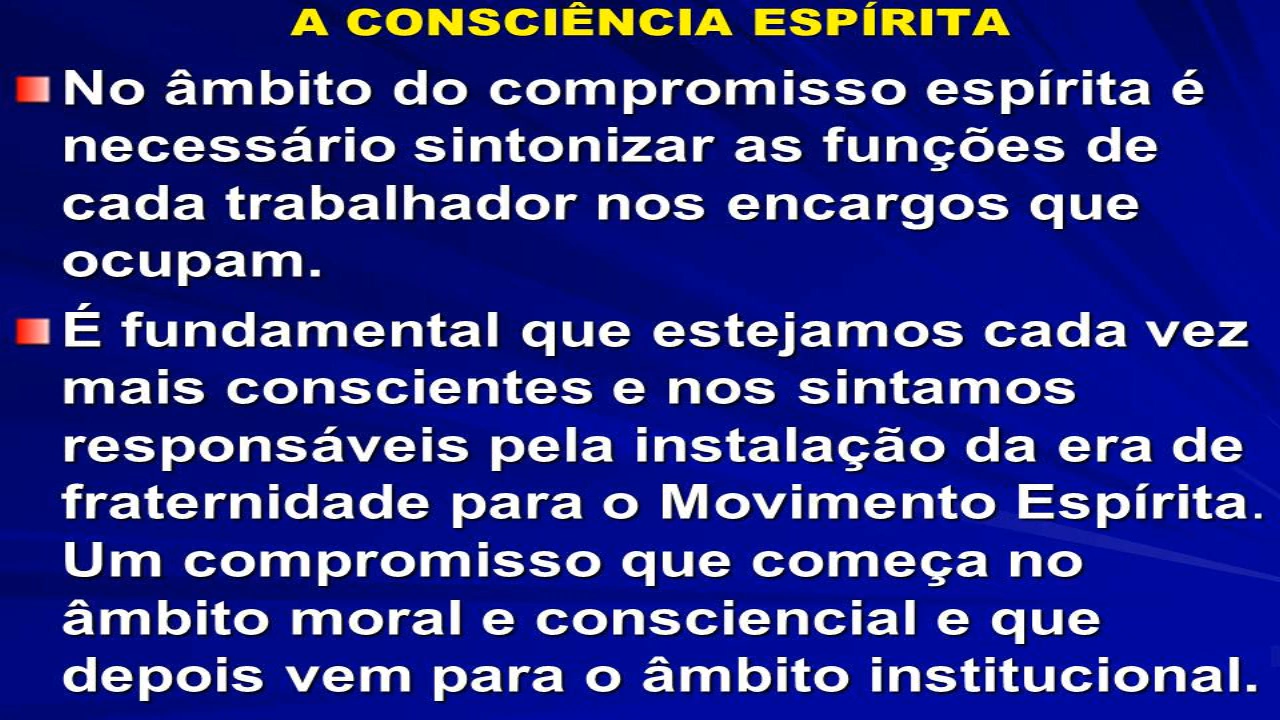 A CONSCIÊNCIA ESPÍRITA
No âmbito do compromisso espírita é
necessário sintonizar as funções de
cada trabalhador nos encargos que
ocupam.
É fundamental que estejamos cada vez
mais conscientes e nos sintamos
responsáveis pela instalação da era de
fraternidade para o Movimento Espírita.
Um compromisso que começa no
âmbito moral e consciencial e que
depois vem para o âmbito institucional.